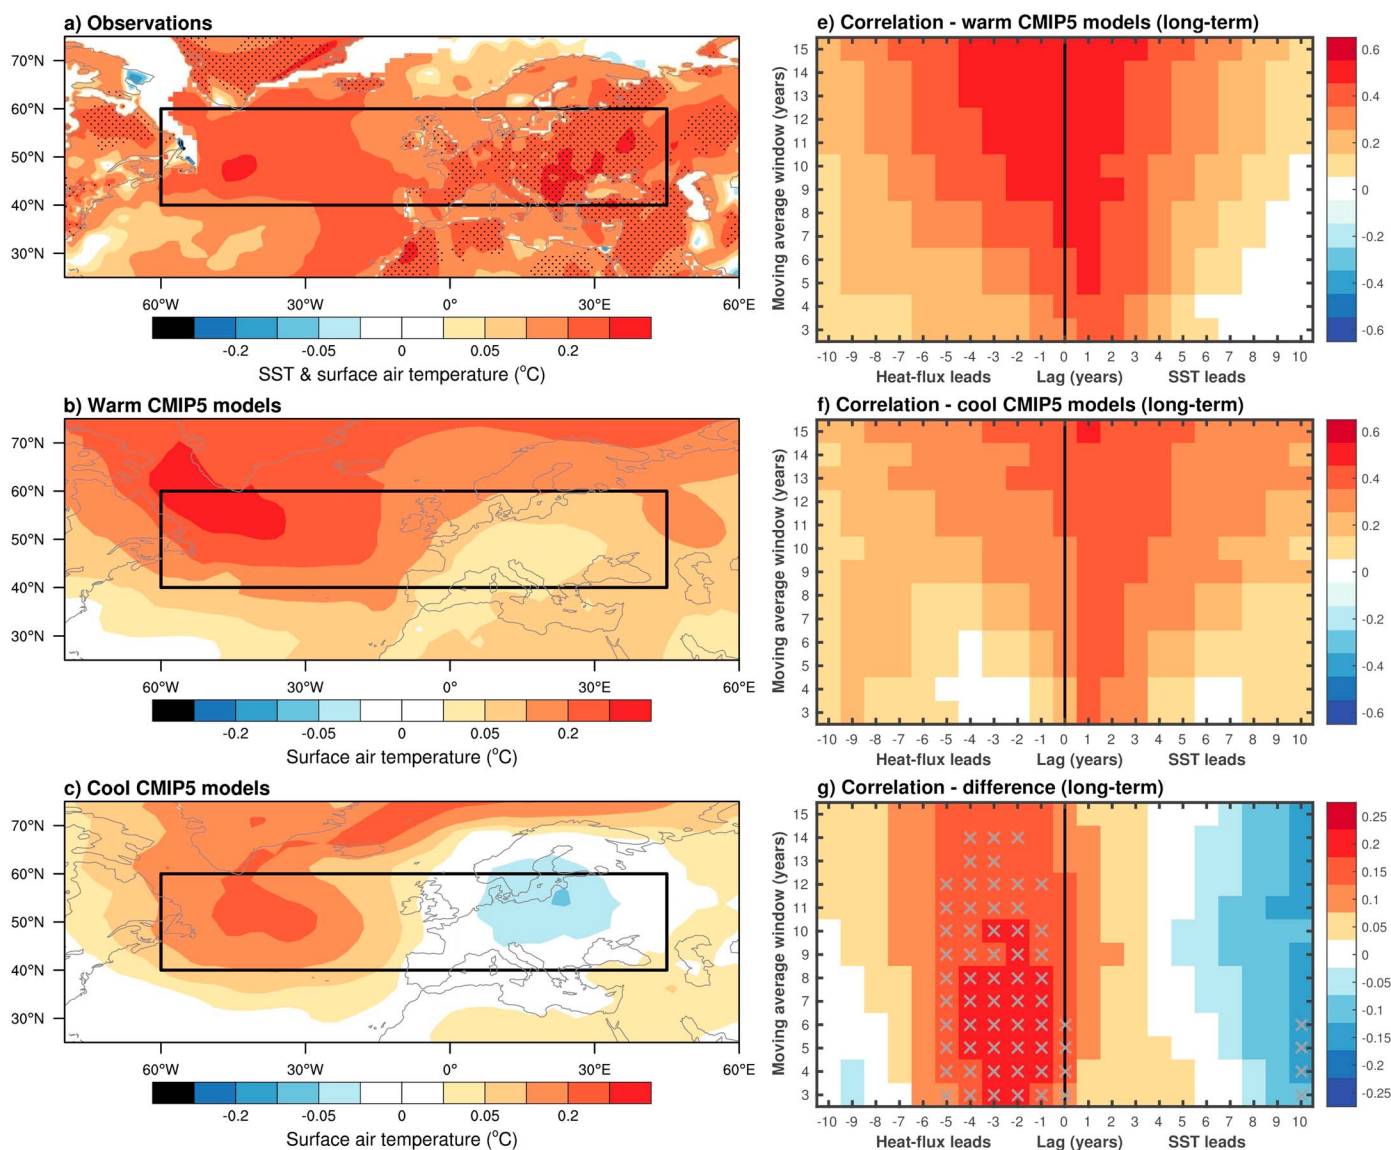 a) Observations
70°N
60°N
50°N
40°N
30°N
60°W 30°W 0° 30°E 60°E
-0.2 -0.05 0 0.05 0.2
SST & surface air temperature (°C)
b) Warm CMIP5 models
70°N
60°N
50°N
40°N
30°N
60°W 30°W 0° 30°E 60°E
-0.2 -0.05 0 0.05 0.2
Surface air temperature (°C)
c) Cool CMIP5 models
70°N
60°N
50°N
40°N
30°N
60°W 30°W 0° 30°E 60°E
-0.2 -0.05 0 0.05 0.2
Surface air temperature (°C)
e) Correlation - warm CMIP5 models (long-term)
Moving average window (years)
15
14
13
12
11
10
9
8
7
6
5
4
3
-10 -9 -8 -7 -6 -5 -4 -3 -2 -1 0 1 2 3 4 5 6 7 8 9 10
Heat-flux leads Lag (years) SST leads
0.6
0.4
0.2
0
-0.2
-0.4
-0.6
f) Correlation - cool CMIP5 models (long-term)
Moving average window (years)
15
14
13
12
11
10
9
8
7
6
5
4
3
-10 -9 -8 -7 -6 -5 -4 -3 -2 -1 0 1 2 3 4 5 6 7 8 9 10
Heat-flux leads Lag (years) SST leads
0.6
0.4
0.2
0
-0.2
-0.4
-0.6
g) Correlation - difference (long-term)
Moving average window (years)
15
14
13
12
11
10
9
8
7
6
5
4
3
-10 -9 -8 -7 -6 -5 -4 -3 -2 -1 0 1 2 3 4 5 6 7 8 9 10
Heat-flux leads Lag (years) SST leads
0.25
0.2
0.15
0.1
0.05
0
-0.05
-0.1
-0.15
-0.2
-0.25